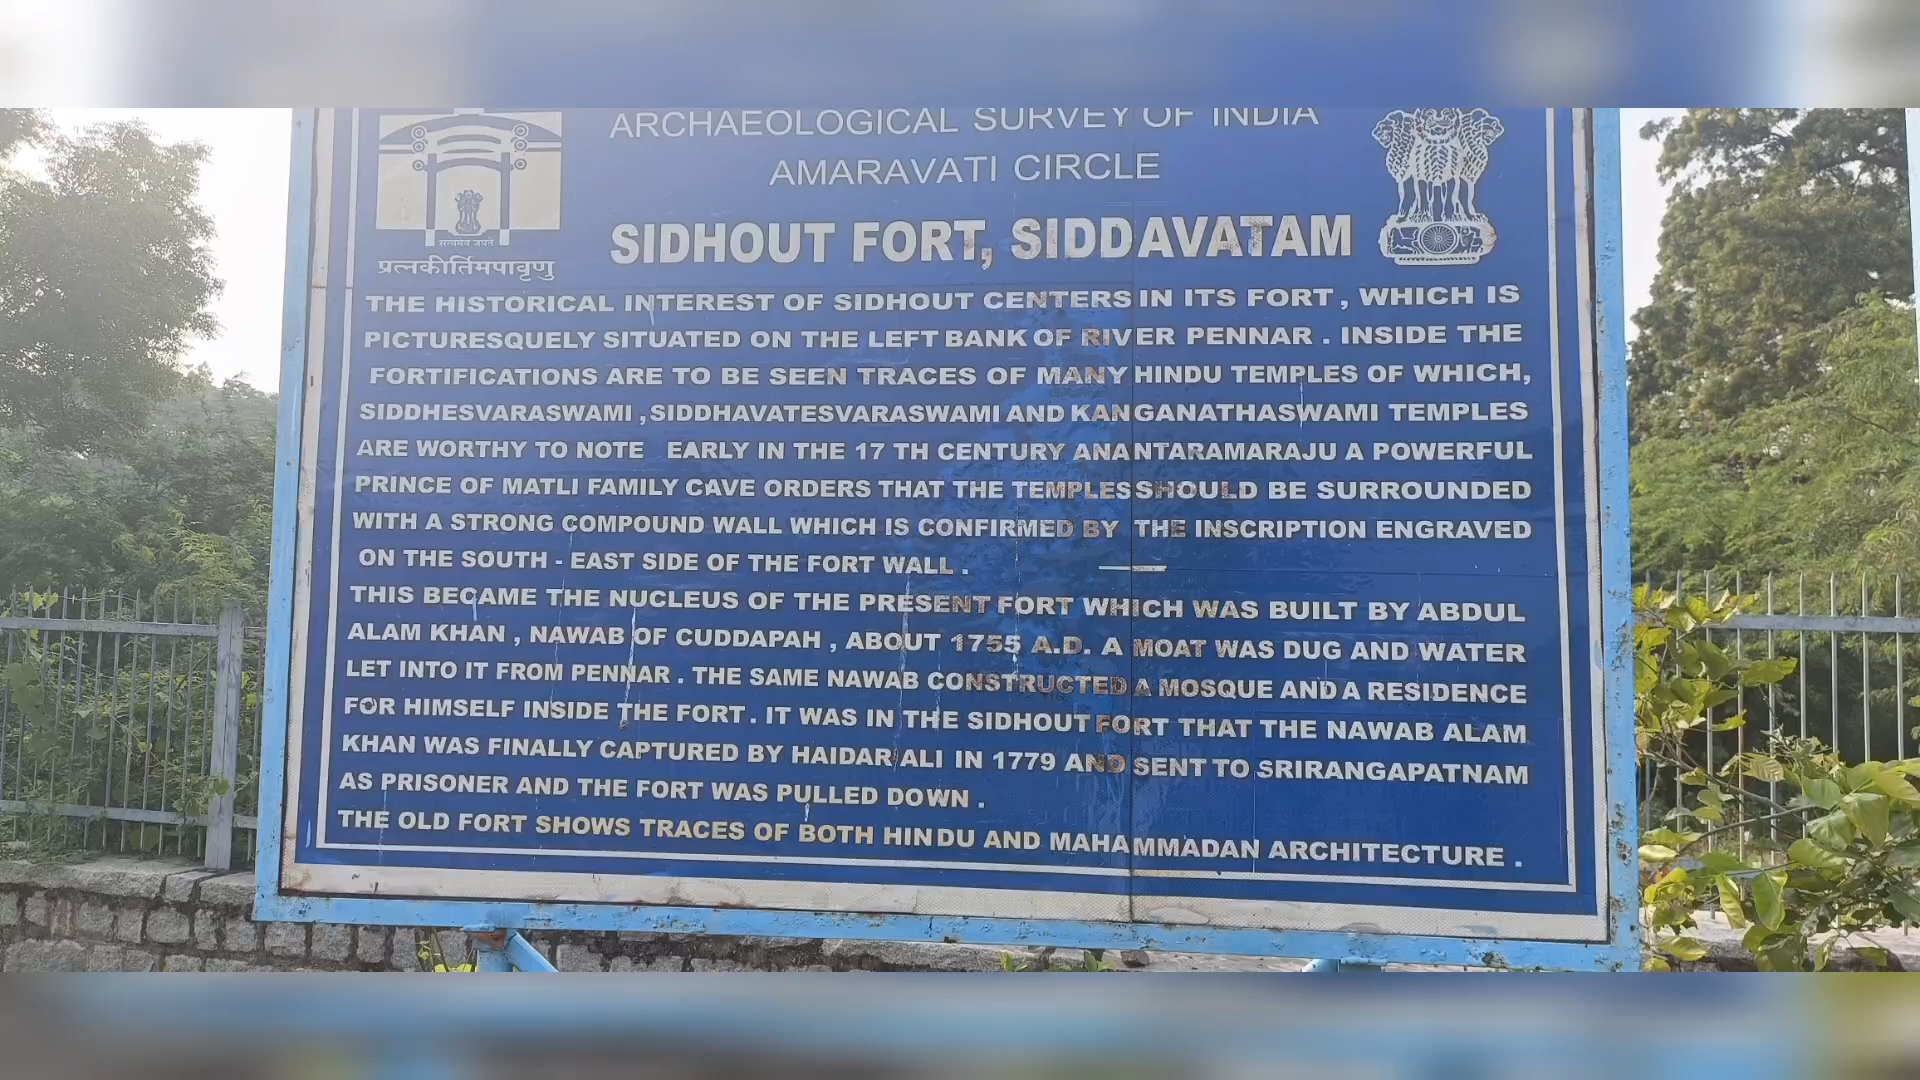 ARCHAEOLOGICAL SURVEY OF INDIA
AMARAVATI CIRCLE
सत्यमेव जयते
प्रत्नकीर्तिमपावृणु
SIDHOUT FORT, SIDDAVATAM
THE HISTORICAL INTEREST OF SIDHOUT CENTERS IN ITS FORT , WHICH IS
PICTURESQUELY SITUATED ON THE LEFT BANK OF RIVER PENNAR . INSIDE THE
FORTIFICATIONS ARE TO BE SEEN TRACES OF MANY HINDU TEMPLES OF WHICH,
SIDDHESVARASWAMI , SIDDHAVATESVARASWAMI AND KANGANATHASWAMI TEMPLES
ARE WORTHY TO NOTE EARLY IN THE 17 TH CENTURY ANANTARAMARAJU A POWERFUL
PRINCE OF MATLI FAMILY CAVE ORDERS THAT THE TEMPLES SHOULD BE SURROUNDED
WITH A STRONG COMPOUND WALL WHICH IS CONFIRMED BY THE INSCRIPTION ENGRAVED
ON THE SOUTH - EAST SIDE OF THE FORT WALL .
THIS BECAME THE NUCLEUS OF THE PRESENT FORT WHICH WAS BUILT BY ABDUL
ALAM KHAN , NAWAB OF CUDDAPAH , ABOUT 1755 A.D. A MOAT WAS DUG AND WATER
LET INTO IT FROM PENNAR . THE SAME NAWAB CONSTRUCTED A MOSQUE AND A RESIDENCE
FOR HIMSELF INSIDE THE FORT . IT WAS IN THE SIDHOUT FORT THAT THE NAWAB ALAM
KHAN WAS FINALLY CAPTURED BY HAIDAR ALI IN 1779 AND SENT TO SRIRANGAPATNAM
AS PRISONER AND THE FORT WAS PULLED DOWN .
THE OLD FORT SHOWS TRACES OF BOTH HINDU AND MAHAMMADAN ARCHITECTURE .